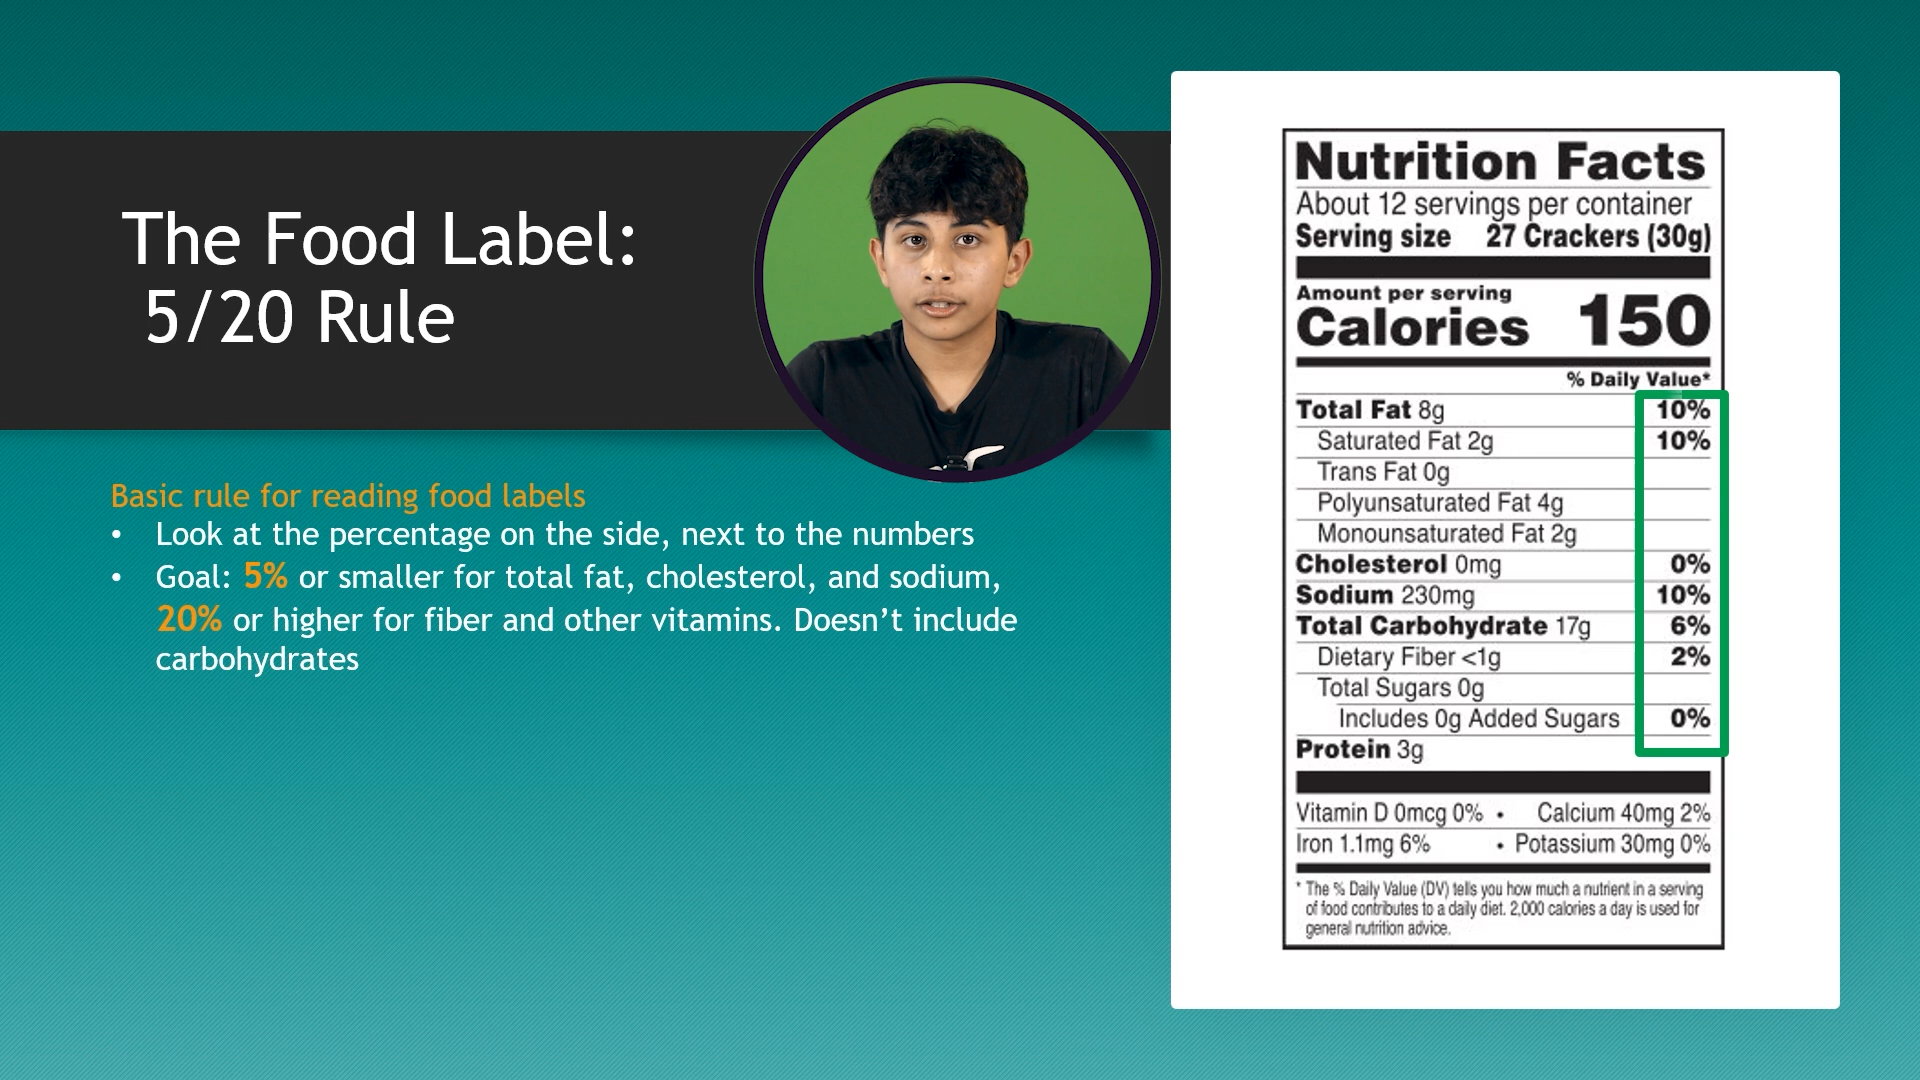 The Food Label:
5/20 Rule
Basic rule for reading food labels
• Look at the percentage on the side, next to the numbers
• Goal: 5% or smaller for total fat, cholesterol, and sodium,
20% or higher for fiber and other vitamins. Doesn’t include
carbohydrates
Nutrition Facts
About 12 servings per container
Serving size 27 Crackers (30g)
Amount per serving
Calories 150
% Daily Value*
Total Fat 8g 10%
Saturated Fat 2g 10%
Trans Fat 0g
Polyunsaturated Fat 4g
Monounsaturated Fat 2g
Cholesterol 0mg 0%
Sodium 230mg 10%
Total Carbohydrate 17g 6%
Dietary Fiber <1g 2%
Total Sugars 0g
Includes 0g Added Sugars 0%
Protein 3g
Vitamin D 0mcg 0% • Calcium 40mg 2%
Iron 1.1mg 6% • Potassium 30mg 0%
* The % Daily Value (DV) tells you how much a nutrient in a serving
of food contributes to a daily diet. 2,000 calories a day is used for
general nutrition advice.